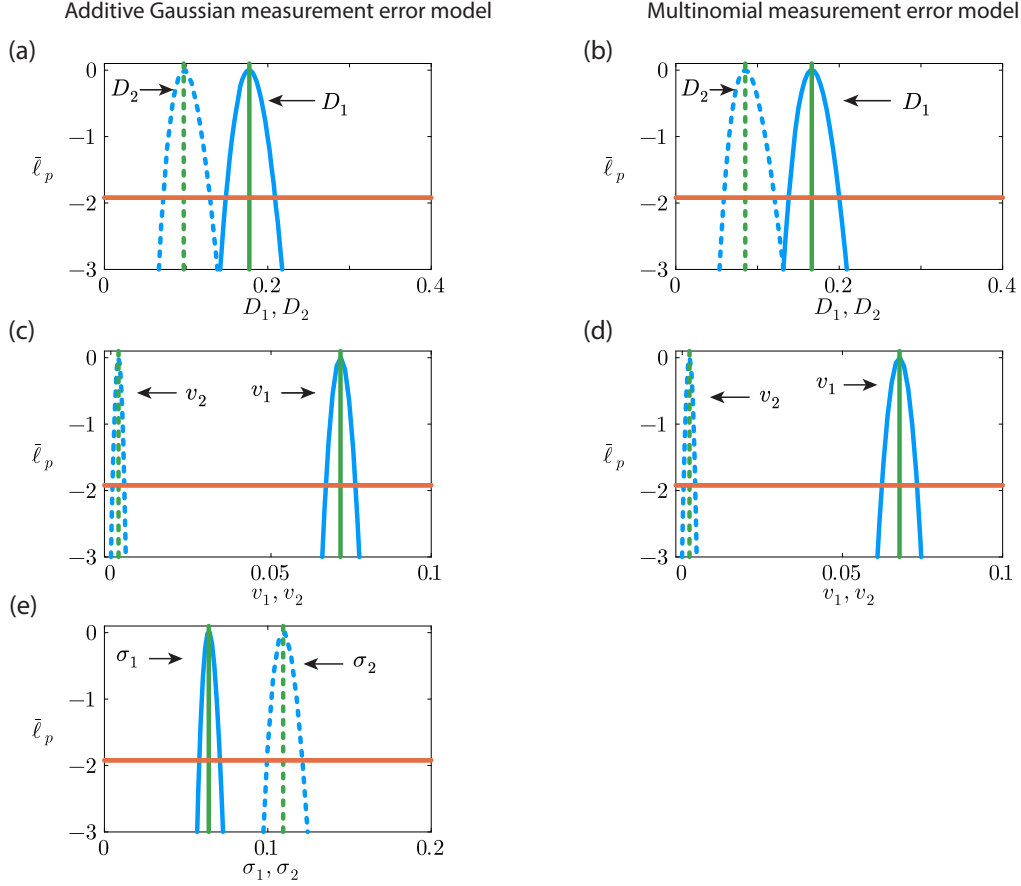 Additive Gaussian measurement error model
Multinomial measurement error model
(a)
0
−1
−2
−3
ℓ̄ₚ
D₂
D₁
0
0.2
0.4
D₁, D₂
(b)
0
−1
−2
−3
ℓ̄ₚ
D₂
D₁
0
0.2
0.4
D₁, D₂
(c)
0
−1
−2
−3
ℓ̄ₚ
v₂
v₁
0
0.05
0.1
v₁, v₂
(d)
0
−1
−2
−3
ℓ̄ₚ
v₂
v₁
0
0.05
0.1
v₁, v₂
(e)
0
−1
−2
−3
ℓ̄ₚ
σ₁
σ₂
0
0.1
0.2
σ₁, σ₂